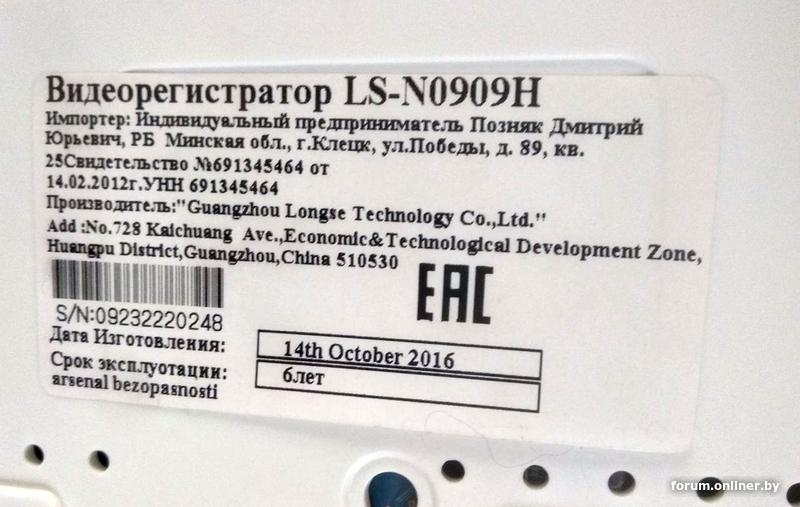 Видеорегистратор LS-N0909H
Импортер: Индивидуальный предприниматель Позняк Дмитрий
Юрьевич, РБ Минская обл., г.Клецк, ул.Победы, д. 89, кв.
25Свидетельство №691345464 от
14.02.2012г.УНН 691345464
Производитель:"Guangzhou Longse Technology Co.,Ltd."
Add :No.728 Kaichuang Ave.,Economic&Technological Development Zone,
Huangpu District,Guangzhou,China 510530
EAC
S/N:09232220248
Дата Изготовления: 14th October 2016
Срок эксплуотации: 6лет
arsenal bezopasnosti
forum.onliner.by